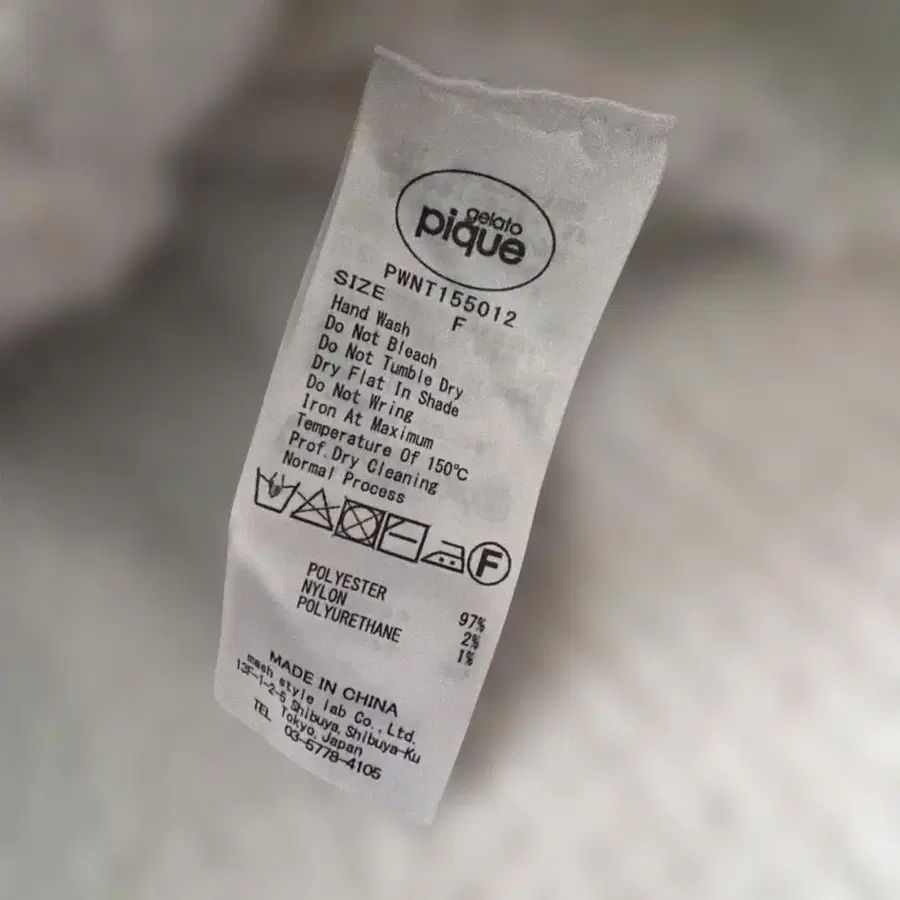 gelato
pique
PWNT155012
SIZE F
Hand Wash
Do Not Bleach
Do Not Tumble Dry
Dry Flat In Shade
Do Not Wring
Iron At Maximum
Temperature Of 150℃
Prof.Dry Cleaning
Normal Process
F
POLYESTER 97%
NYLON 2%
POLYURETHANE 1%
MADE IN CHINA
mash style lab Co.,Ltd.
13F-1-2-5 Shibuya, Shibuya-Ku
Tokyo, Japan
TEL 03-5778-4105